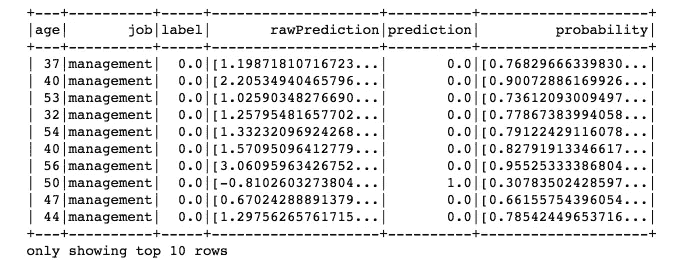 +---+----------+-----+--------------------+----------+--------------------+
|age|       job|label|       rawPrediction|prediction|         probability|
+---+----------+-----+--------------------+----------+--------------------+
| 37|management|  0.0|[1.19871810716723...|       0.0|[0.76829666339830...|
| 40|management|  0.0|[2.20534940465796...|       0.0|[0.90072886169926...|
| 53|management|  0.0|[1.02590348276690...|       0.0|[0.73612093009497...|
| 32|management|  0.0|[1.25795481657702...|       0.0|[0.77867383994058...|
| 54|management|  0.0|[1.33232096924268...|       0.0|[0.79122429116078...|
| 40|management|  0.0|[1.57095096412779...|       0.0|[0.82791913346617...|
| 56|management|  0.0|[3.06095963426752...|       0.0|[0.95525333386804...|
| 50|management|  0.0|[-0.8102603273804...|       1.0|[0.30783502428597...|
| 47|management|  0.0|[0.67024288891379...|       0.0|[0.66155754396054...|
| 44|management|  0.0|[1.29756265761715...|       0.0|[0.78542449653716...|
+---+----------+-----+--------------------+----------+--------------------+
only showing top 10 rows